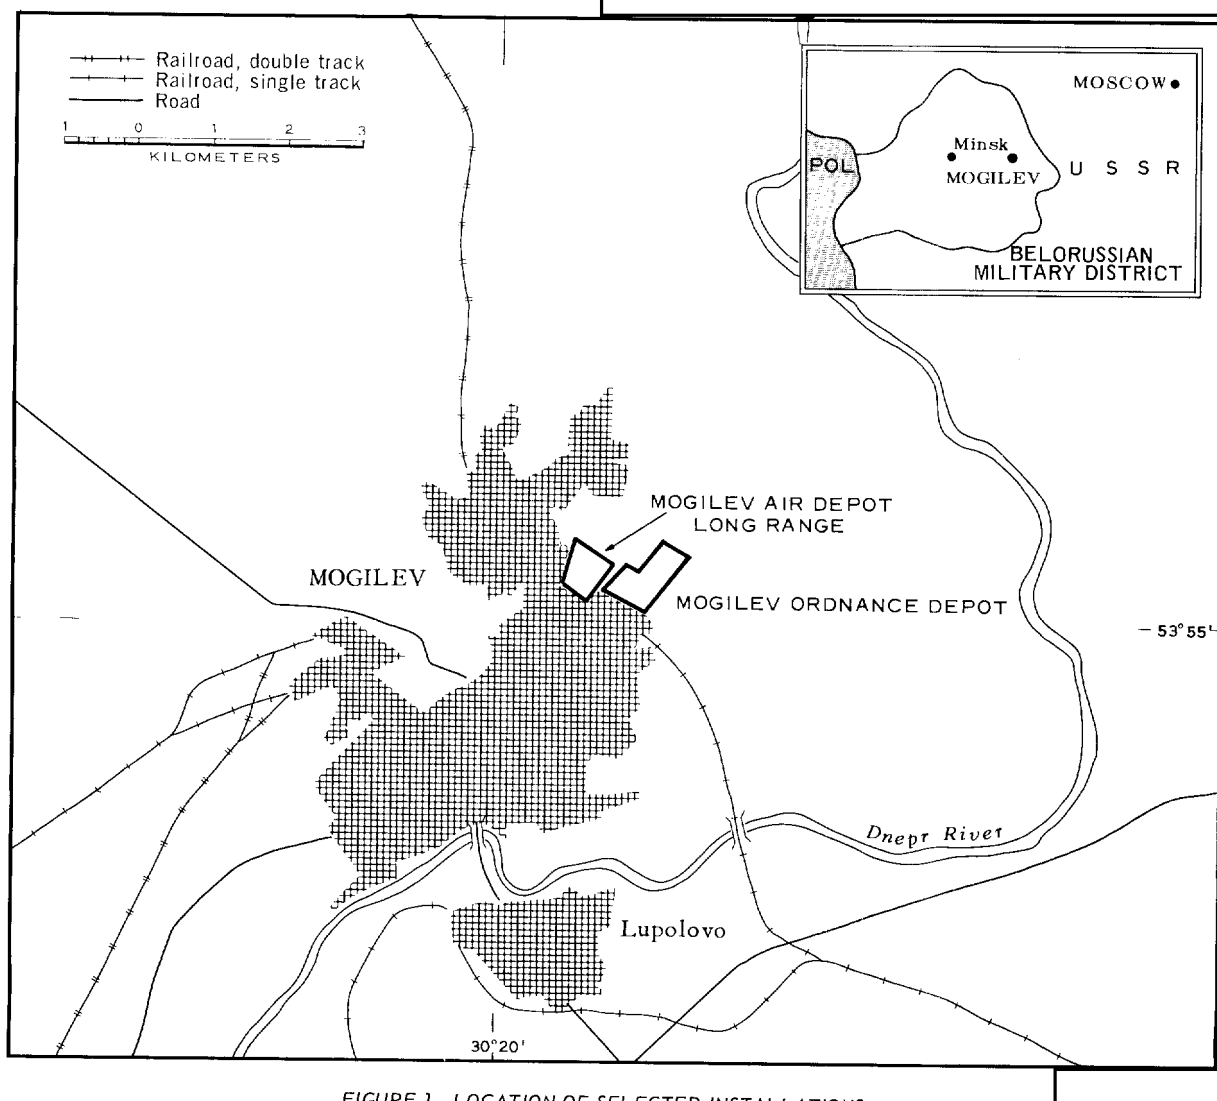 Railroad, double track
Railroad, single track
Road
1 0 1 2 3
KILOMETERS
MOSCOW
Minsk
POL
MOGILEV
U S S R
BELORUSSIAN
MILITARY DISTRICT
MOGILEV AIR DEPOT
LONG RANGE
MOGILEV
MOGILEV ORDNANCE DEPOT
53°55'
Dnepr River
Lupolovo
30°20'
FIGURE 1. LOCATION OF SELECTED INSTALLATIONS